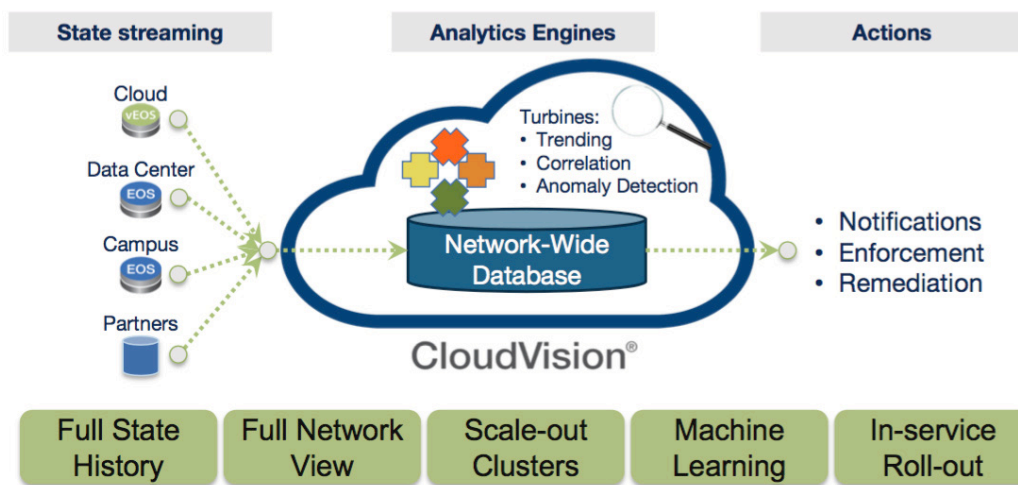 State streaming
Analytics Engines
Actions
Cloud
vEOS
Data Center
EOS
Campus
EOS
Partners
Turbines:
• Trending
• Correlation
• Anomaly Detection
Network-Wide
Database
• Notifications
• Enforcement
• Remediation
CloudVision®
Full State
History
Full Network
View
Scale-out
Clusters
Machine
Learning
In-service
Roll-out